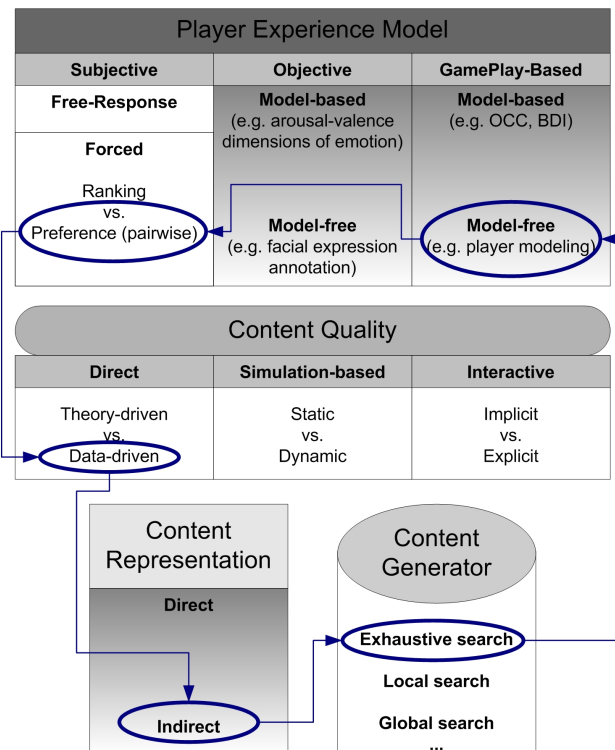 Player Experience Model
Subjective
Objective
GamePlay-Based
Free-Response
Forced
Ranking
vs.
Preference (pairwise)
Model-based
(e.g. arousal-valence
dimensions of emotion)
Model-free
(e.g. facial expression
annotation)
Model-based
(e.g. OCC, BDI)
Model-free
(e.g. player modeling)
Content Quality
Direct
Simulation-based
Interactive
Theory-driven
vs.
Data-driven
Static
vs.
Dynamic
Implicit
vs.
Explicit
Content
Representation
Direct
Indirect
Content
Generator
Exhaustive search
Local search
Global search
...